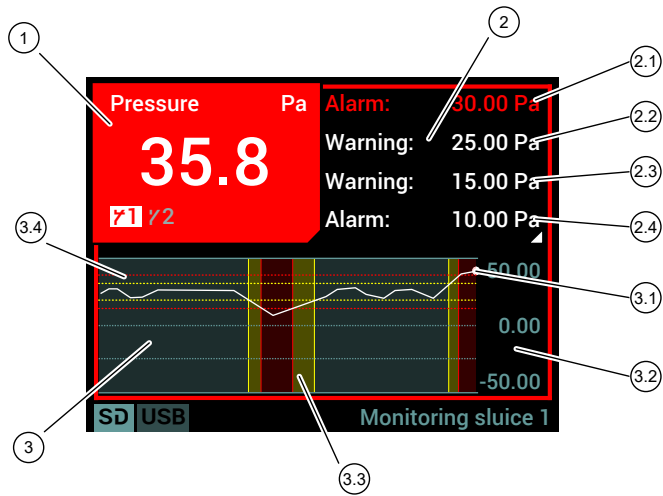 1
2
2.1
Pressure Pa
Alarm: 30.00 Pa
2.2
Warning: 25.00 Pa
35.8
2.3
Warning: 15.00 Pa
1 2
Alarm: 10.00 Pa
2.4
3.4
50.00
3.1
0.00
3.2
-50.00
SD USB
Monitoring sluice 1
3
3.3